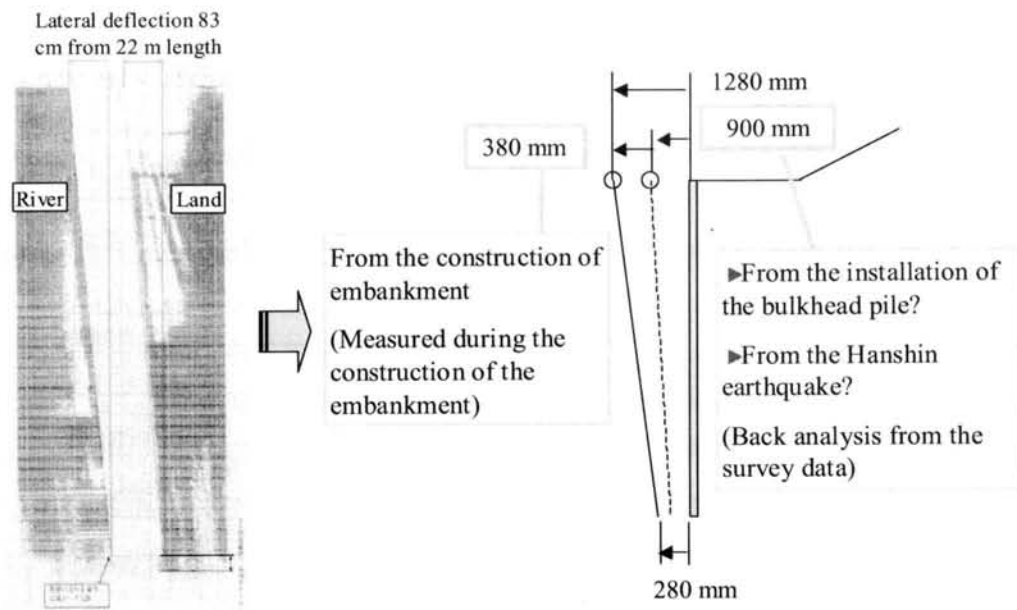 Lateral deflection 83
cm from 22 m length
River
Land
1280 mm
900 mm
380 mm
From the construction of
embankment
(Measured during the
construction of the
embankment)
►From the installation of
the bulkhead pile?
►From the Hanshin
earthquake?
(Back analysis from the
survey data)
280 mm